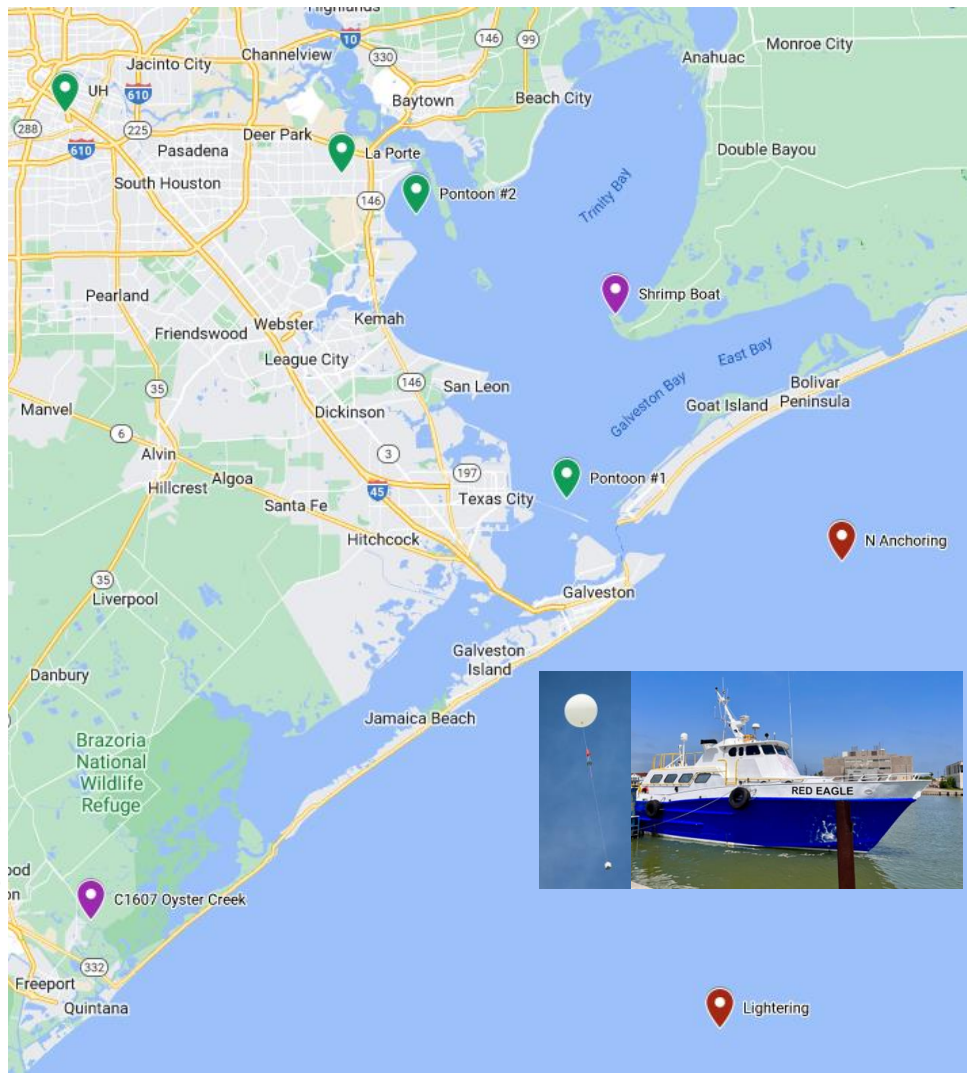 Highlands
146
99
Monroe City
10
Channelview
330
Anahuac
Jacinto City
UH
610
Baytown
Beach City
288
225
Deer Park
610
Pasadena
La Porte
Double Bayou
South Houston
146
Pontoon #2
Trinity Bay
Pearland
Shrimp Boat
Friendswood
Webster
Kemah
League City
East Bay
35
146
San Leon
Bolivar
Peninsula
Manvel
Dickinson
Galveston Bay
Goat Island
6
Alvin
3
197
Hillcrest
Algoa
45
Texas City
Pontoon #1
Santa Fe
Hitchcock
N Anchoring
35
Liverpool
Galveston
Galveston
Island
Danbury
Jamaica Beach
Brazoria
National
Wildlife
Refuge
RED EAGLE
C1607 Oyster Creek
332
Freeport
Quintana
Lightering